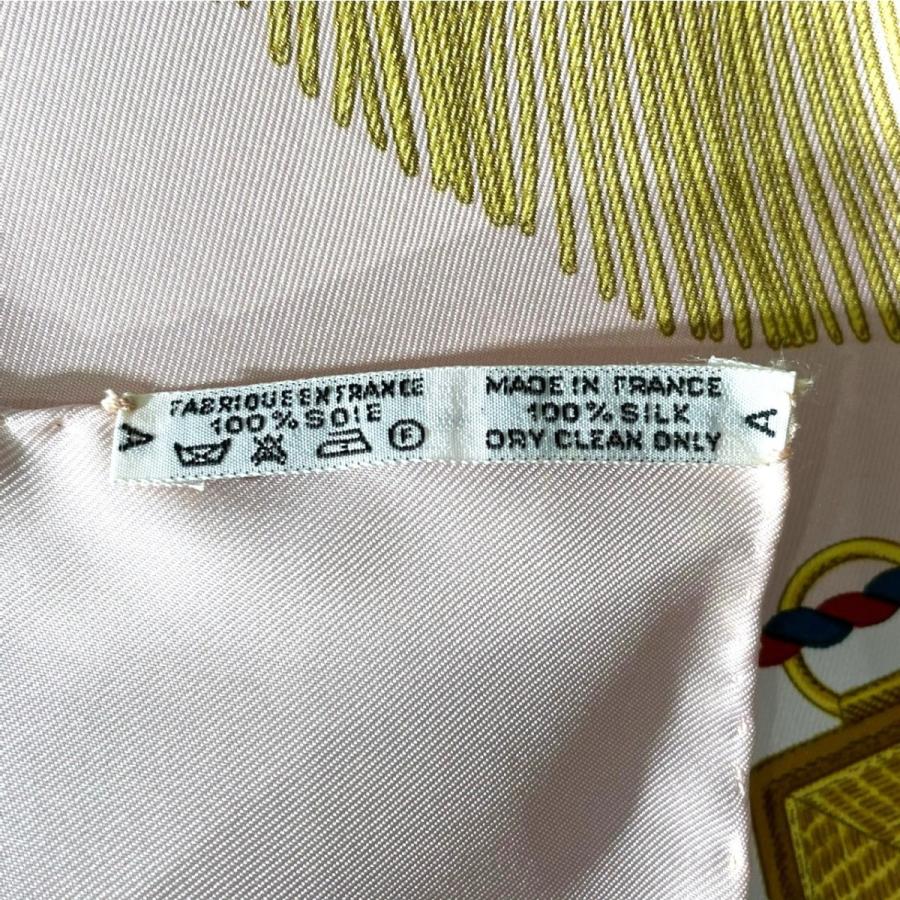 FABRIQUE EN FRANCE
100% SOIE
A
F
MADE IN FRANCE
100% SILK
DRY CLEAN ONLY
A